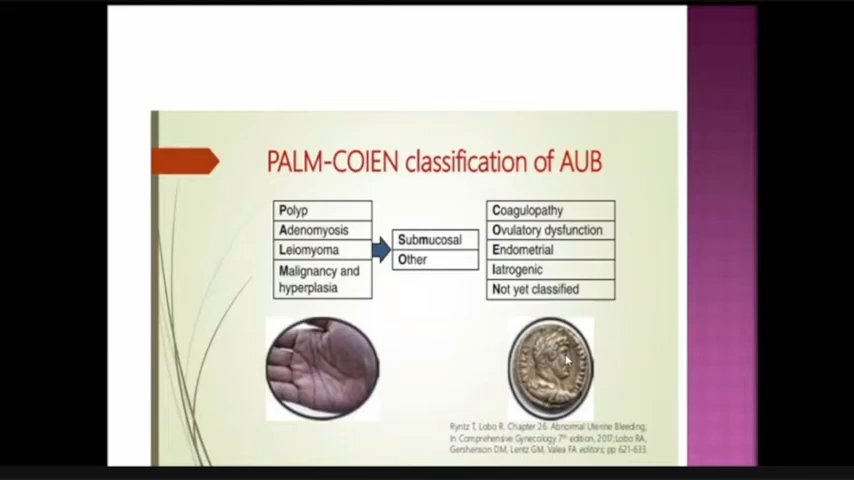 PALM-COIEN classification of AUB
Polyp
Adenomyosis
Leiomyoma
Malignancy and
hyperplasia
Submucosal
Other
Coagulopathy
Ovulatory dysfunction
Endometrial
Iatrogenic
Not yet classified
Ryntz T, Lobo R. Chapter 26: Abnormal Uterine Bleeding;
In Comprehensive Gynecology 7th edition, 2017;Lobo RA,
Gershenson DM, Lentz GM, Valea FA editors; pp 621-633.